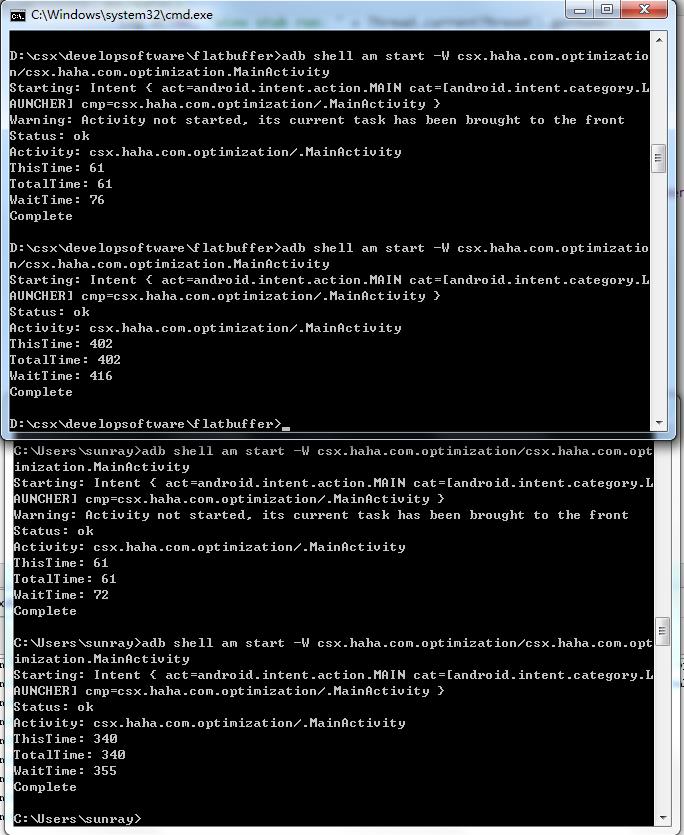 C:\Windows\system32\cmd.exe
D:\csx\developsoftware\flatbuffer>adb shell am start -W csx.haha.com.optimizatio
n/csx.haha.com.optimization.MainActivity
Starting: Intent { act=android.intent.action.MAIN cat=[android.intent.category.L
AUNCHER] cmp=csx.haha.com.optimization/.MainActivity }
Warning: Activity not started, its current task has been brought to the front
Status: ok
Activity: csx.haha.com.optimization/.MainActivity
ThisTime: 61
TotalTime: 61
WaitTime: 76
Complete
D:\csx\developsoftware\flatbuffer>adb shell am start -W csx.haha.com.optimizatio
n/csx.haha.com.optimization.MainActivity
Starting: Intent { act=android.intent.action.MAIN cat=[android.intent.category.L
AUNCHER] cmp=csx.haha.com.optimization/.MainActivity }
Status: ok
Activity: csx.haha.com.optimization/.MainActivity
ThisTime: 402
TotalTime: 402
WaitTime: 416
Complete
D:\csx\developsoftware\flatbuffer>_
C:\Users\sunray>adb shell am start -W csx.haha.com.optimization/csx.haha.com.opt
imization.MainActivity
Starting: Intent { act=android.intent.action.MAIN cat=[android.intent.category.L
AUNCHER] cmp=csx.haha.com.optimization/.MainActivity }
Warning: Activity not started, its current task has been brought to the front
Status: ok
Activity: csx.haha.com.optimization/.MainActivity
ThisTime: 61
TotalTime: 61
WaitTime: 72
Complete
C:\Users\sunray>adb shell am start -W csx.haha.com.optimization/csx.haha.com.opt
imization.MainActivity
Starting: Intent { act=android.intent.action.MAIN cat=[android.intent.category.L
AUNCHER] cmp=csx.haha.com.optimization/.MainActivity }
Status: ok
Activity: csx.haha.com.optimization/.MainActivity
ThisTime: 340
TotalTime: 340
WaitTime: 355
Complete
C:\Users\sunray>